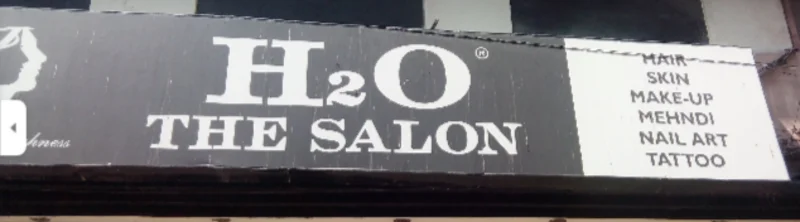 H2O®
THE SALON
HAIR
SKIN
MAKE-UP
MEHNDI
NAIL ART
TATTOO